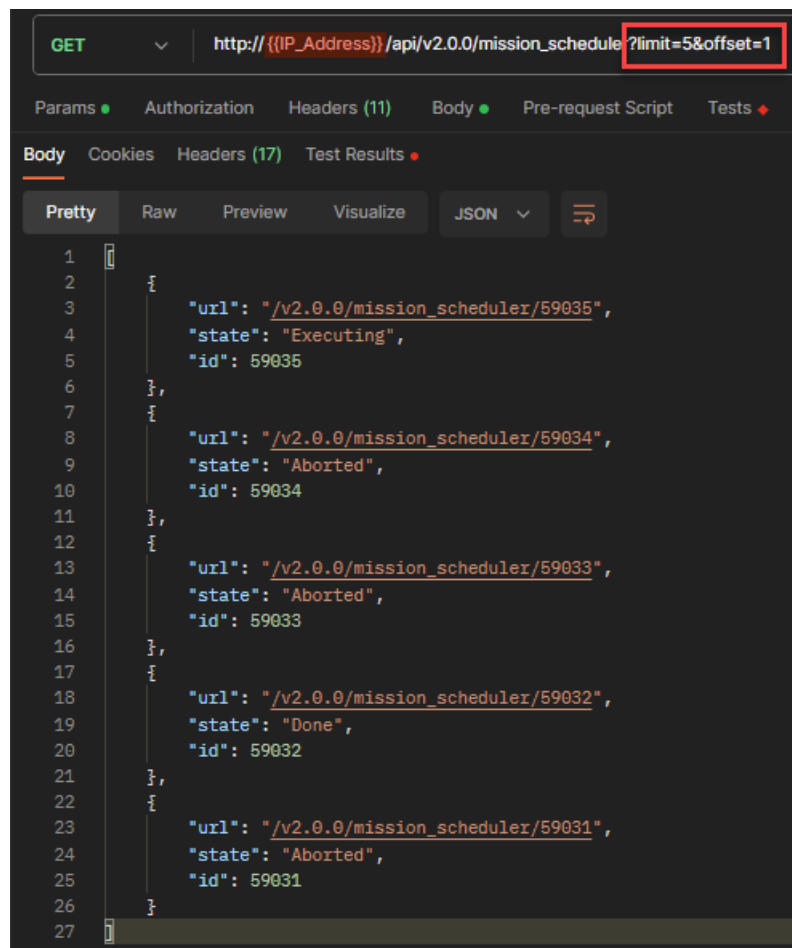 GET http://{{IP_Address}}/api/v2.0.0/mission_scheduler?limit=5&offset=1
Params Authorization Headers (11) Body Pre-request Script Tests
Body Cookies Headers (17) Test Results
Pretty Raw Preview Visualize JSON
1 [
2 {
3 "url": "/v2.0.0/mission_scheduler/59035",
4 "state": "Executing",
5 "id": 59035
6 },
7 {
8 "url": "/v2.0.0/mission_scheduler/59034",
9 "state": "Aborted",
10 "id": 59034
11 },
12 {
13 "url": "/v2.0.0/mission_scheduler/59033",
14 "state": "Aborted",
15 "id": 59033
16 },
17 {
18 "url": "/v2.0.0/mission_scheduler/59032",
19 "state": "Done",
20 "id": 59032
21 },
22 {
23 "url": "/v2.0.0/mission_scheduler/59031",
24 "state": "Aborted",
25 "id": 59031
26 }
27 ]